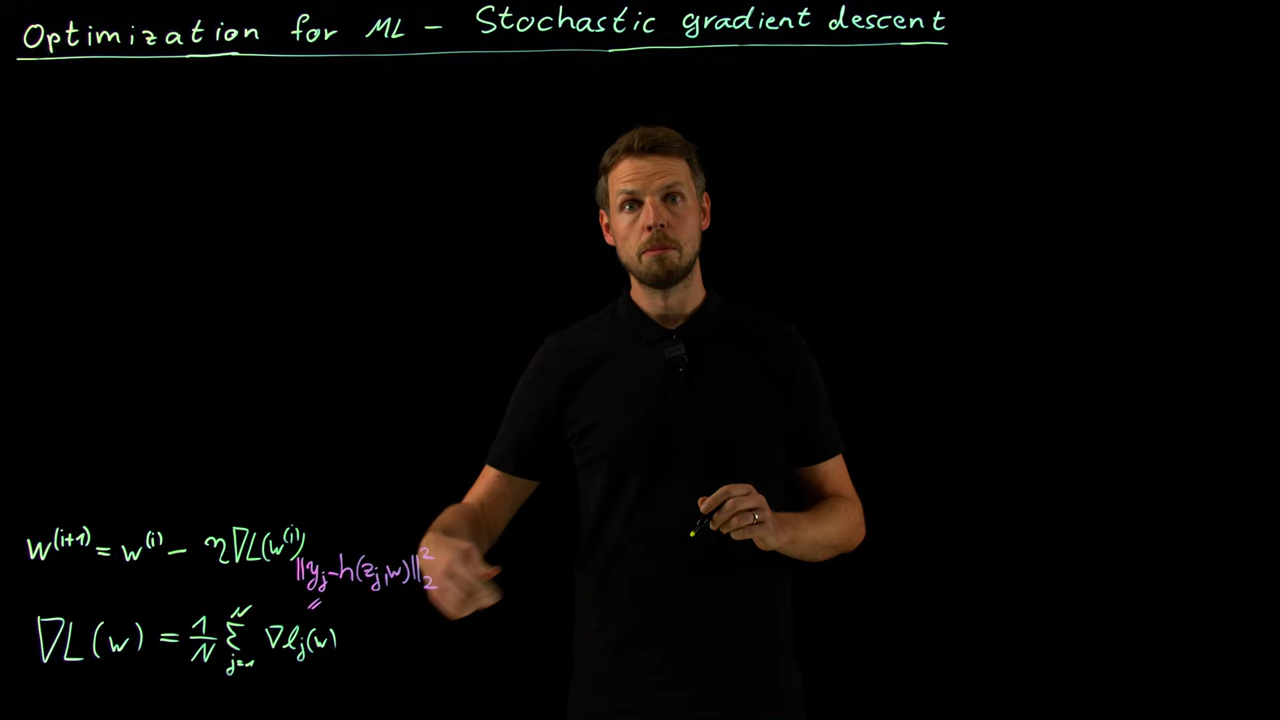 Optimization for ML - Stochastic gradient descent
w^(i+1) = w^(i) - η∇L(w^(i))
||y_j - h(z_j, w)||_2^2
∇L(w) = 1/N Σ_{j=1}^N ∇l_j(w)